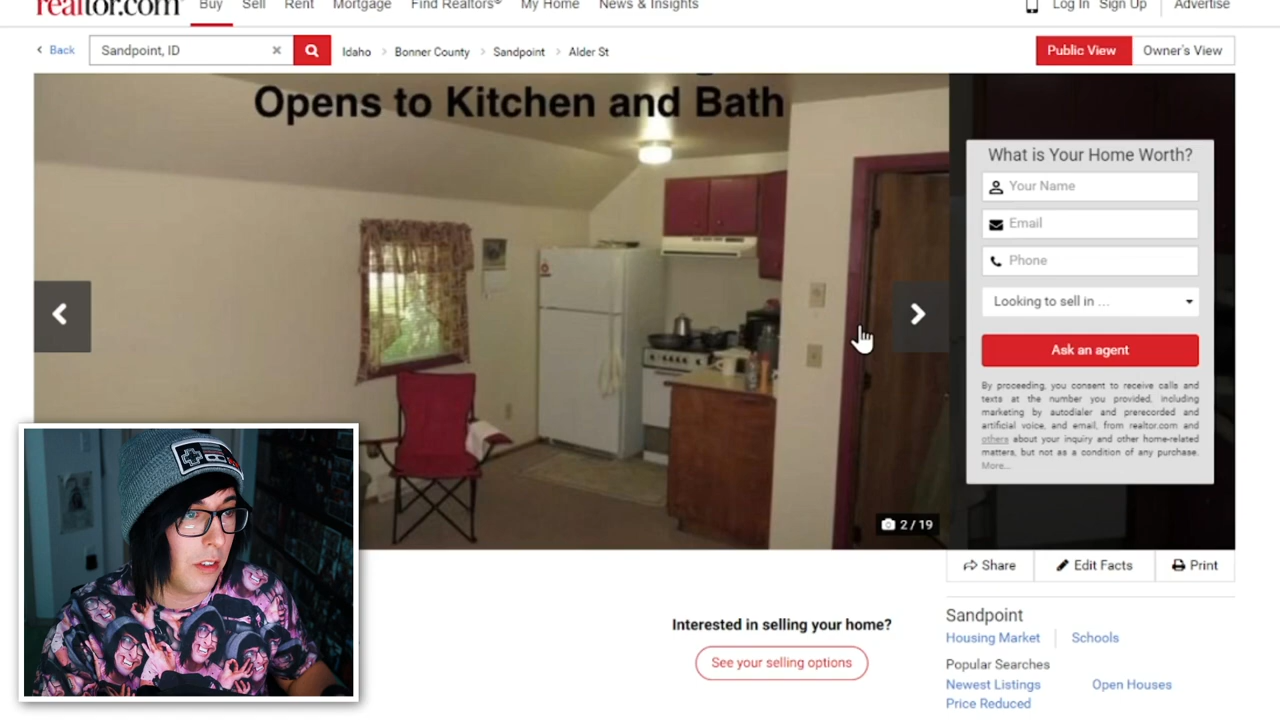 realtor.com
Buy
Sell
Rent
Mortgage
Find Realtors®
My Home
News & Insights
Log In
Sign Up
Advertise
Back
Sandpoint, ID
Idaho
Bonner County
Sandpoint
Alder St
Public View
Owner's View
Opens to Kitchen and Bath
What is Your Home Worth?
Your Name
Email
Phone
Looking to sell in ...
Ask an agent
By proceeding, you consent to receive calls and
texts at the number you provided, including
marketing by autodialer and prerecorded and
artificial voice, and email, from realtor.com and
others about your inquiry and other home-related
matters, but not as a condition of any purchase.
More...
2 / 19
Share
Edit Facts
Print
Interested in selling your home?
See your selling options
Sandpoint
Housing Market
Schools
Popular Searches
Newest Listings
Open Houses
Price Reduced